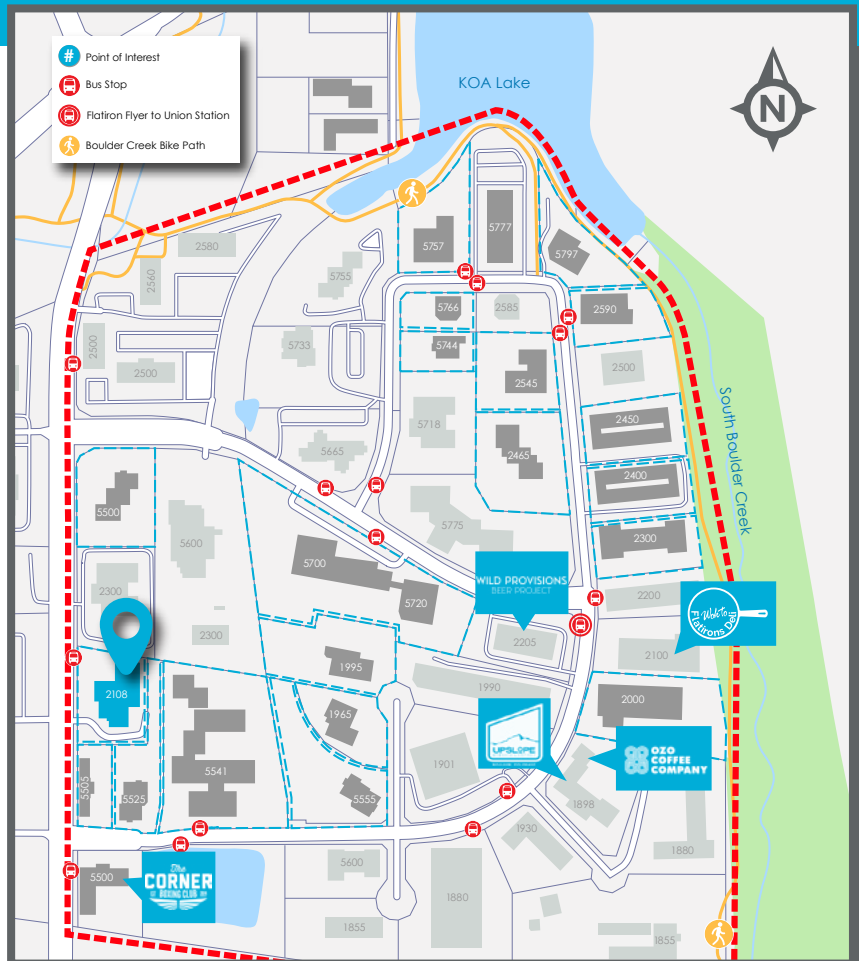 #
Point of Interest
Bus Stop
Flatiron Flyer to Union Station
Boulder Creek Bike Path
KOA Lake
N
5777
5757
5797
2580
2560
5755
5766
2585
2590
5733
5744
2500
2500
2545
2500
2450
5718
5665
2465
2400
5500
5775
2300
5600
5700
2300
5720
WILD PROVISIONS
BEER PROJECT
2200
South Boulder Creek
Wok to
Flatirons Deli
2300
2205
2100
1995
2108
1990
2000
1965
UPSLOPE
OZO
COFFEE
COMPANY
1901
5541
5505
5525
5555
1898
1930
1880
5600
5500
The
CORNER
BOXING CLUB
1880
1855
1855